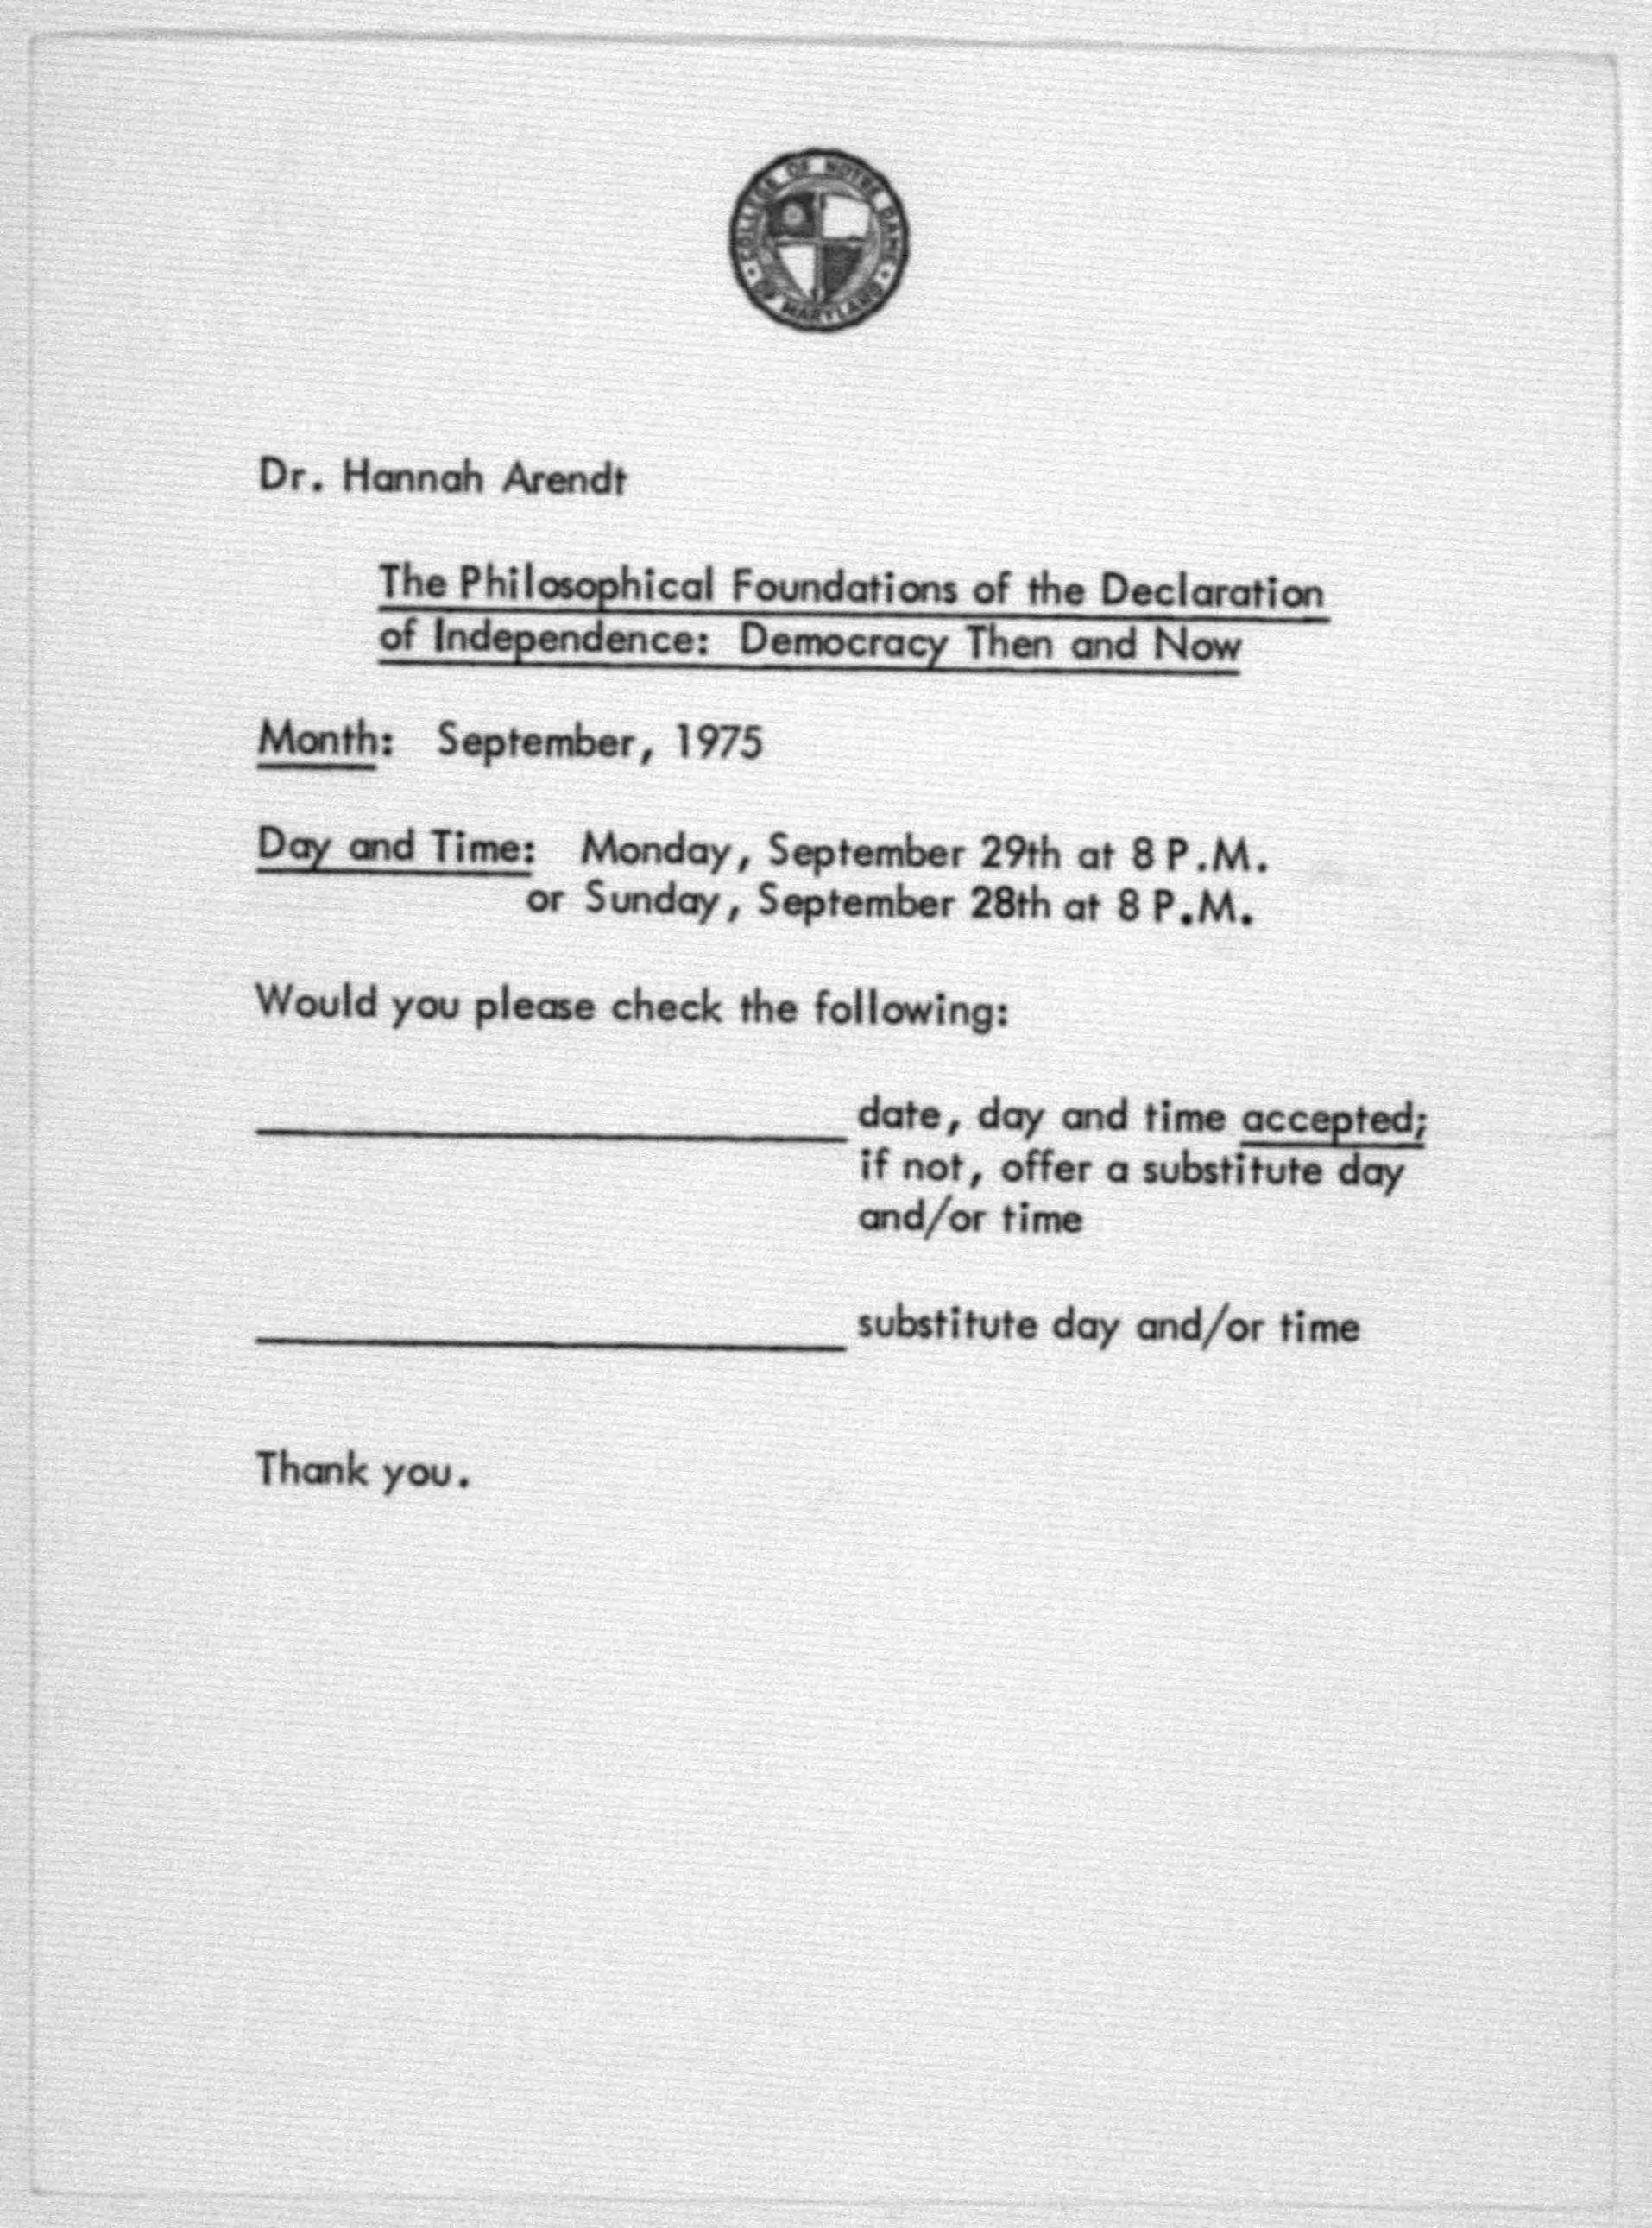 COLLEGE OF NOTRE DAME
OF MARYLAND
Dr. Hannah Arendt
The Philosophical Foundations of the Declaration
of Independence: Democracy Then and Now
Month: September, 1975
Day and Time: Monday, September 29th at 8 P.M.
or Sunday, September 28th at 8 P.M.
Would you please check the following:
date, day and time accepted;
if not, offer a substitute day
and/or time
substitute day and/or time
Thank you.